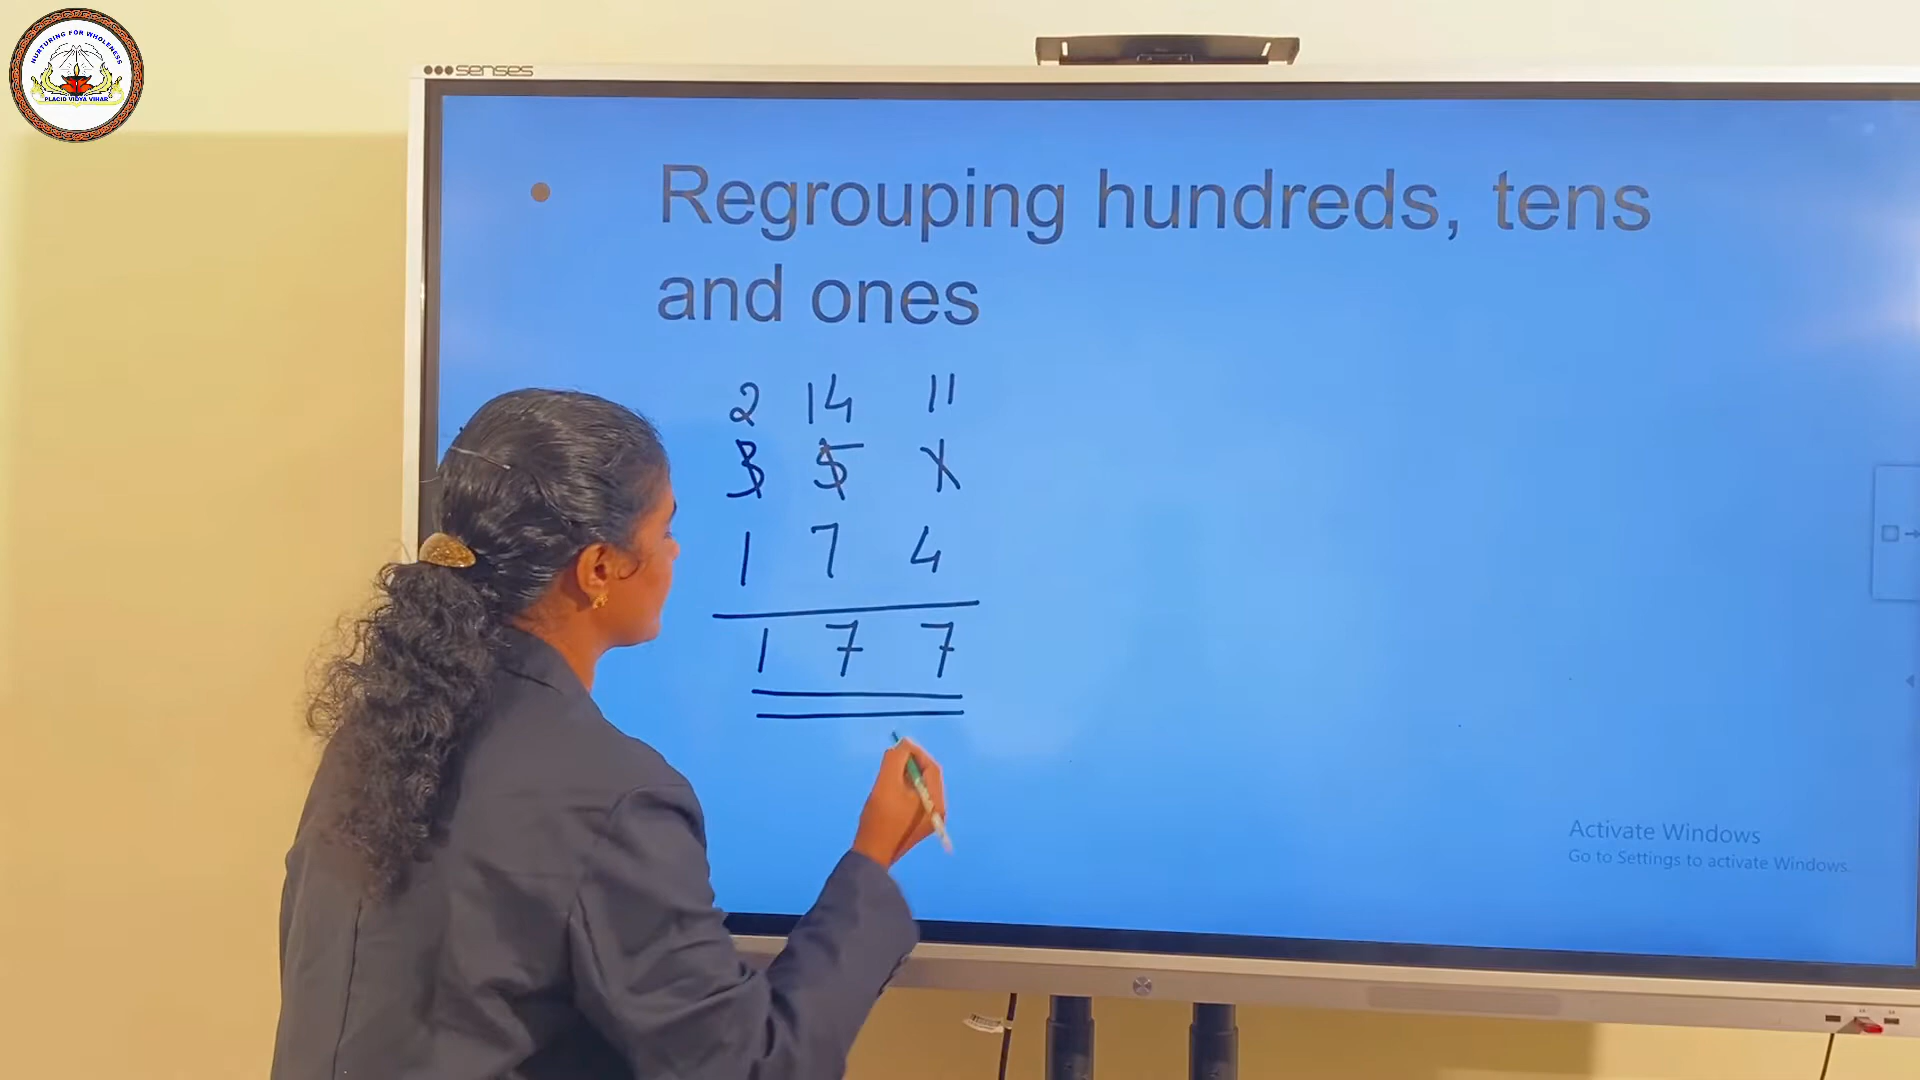 NURTURING FOR WHOLENESS
PLACID VIDYA VIHAR
senses
• Regrouping hundreds, tens
and ones
2 14 11
3 5 1
1 7 4
1 7 7
Activate Windows
Go to Settings to activate Windows.